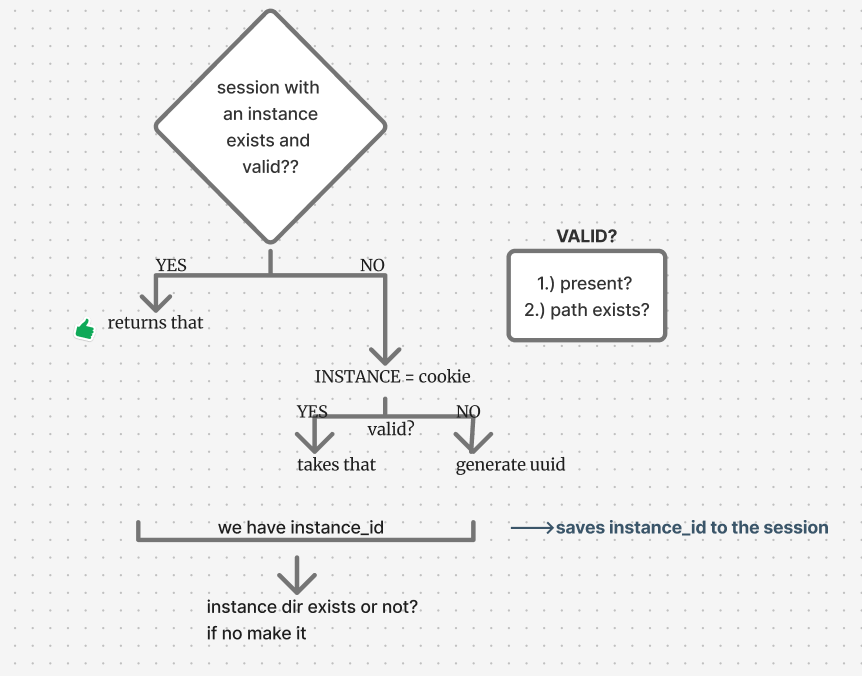 session with
an instance
exists and
valid??
VALID?
1.) present?
2.) path exists?
YES
NO
returns that
INSTANCE = cookie
YES
NO
valid?
takes that
generate uuid
we have instance_id
saves instance_id to the session
instance dir exists or not?
if no make it